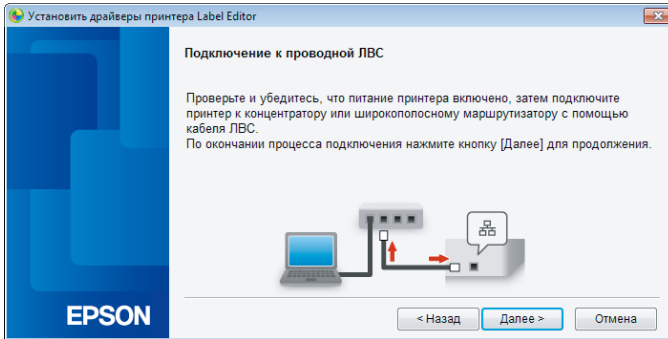 Установить драйверы принтера Label Editor
Подключение к проводной ЛВС
Проверьте и убедитесь, что питание принтера включено, затем подключите
принтер к концентратору или широкополосному маршрутизатору с помощью
кабеля ЛВС.
По окончании процесса подключения нажмите кнопку [Далее] для продолжения.
EPSON
< Назад
Далее >
Отмена